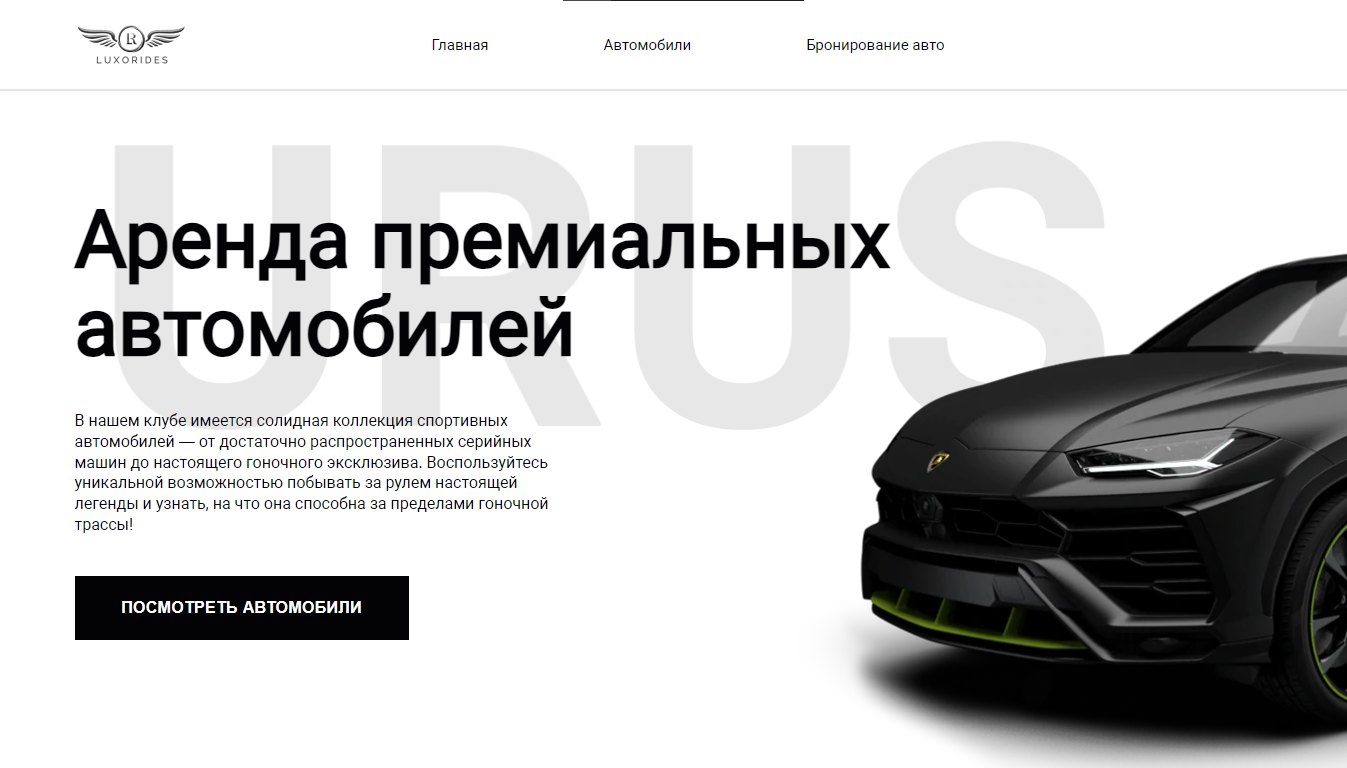 LR
LUXORIDES
Главная
Автомобили
Бронирование авто
URUS
Аренда премиальных
автомобилей
В нашем клубе имеется солидная коллекция спортивных
автомобилей — от достаточно распространенных серийных
машин до настоящего гоночного эксклюзива. Воспользуйтесь
уникальной возможностью побывать за рулем настоящей
легенды и узнать, на что она способна за пределами гоночной
трассы!
ПОСМОТРЕТЬ АВТОМОБИЛИ